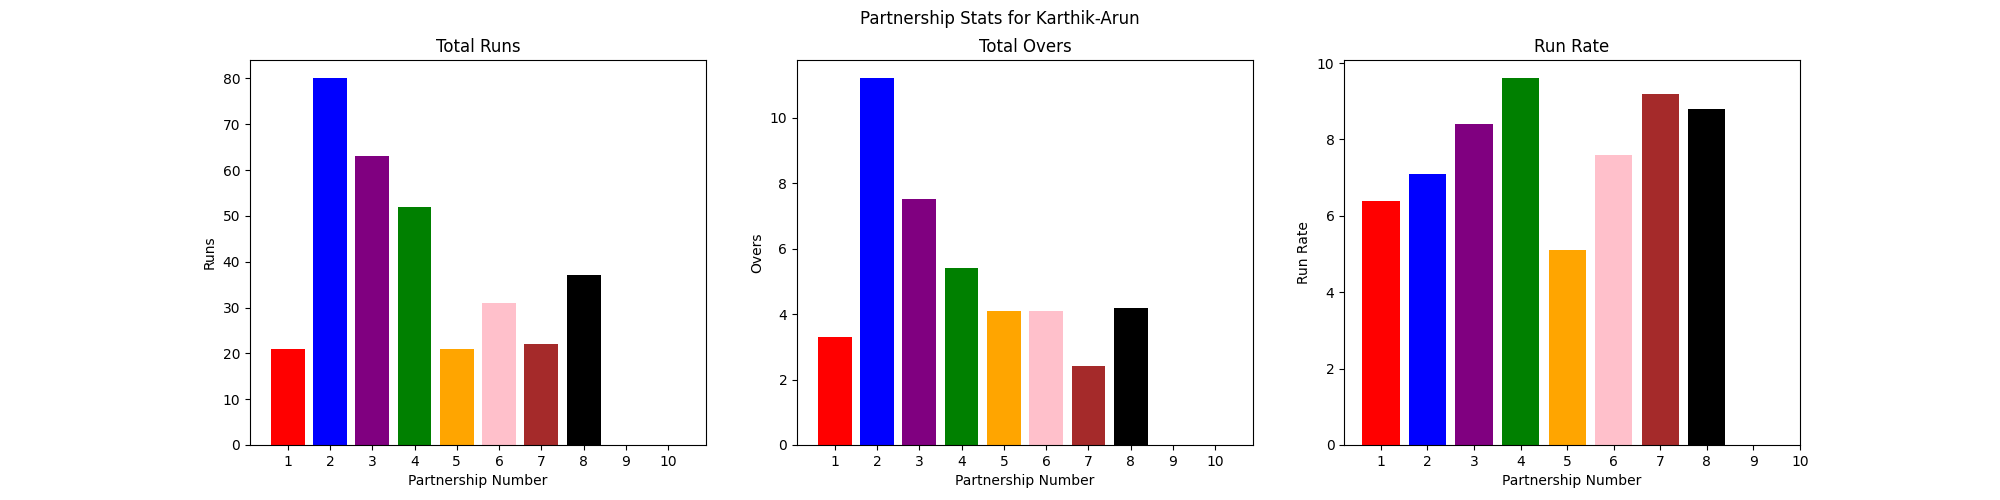 Partnership Stats for Karthik-Arun
Total Runs
Runs
80
70
60
50
40
30
20
10
0
1 2 3 4 5 6 7 8 9 10
Partnership Number
Total Overs
Overs
10
8
6
4
2
0
1 2 3 4 5 6 7 8 9 10
Partnership Number
Run Rate
Run Rate
10
8
6
4
2
0
1 2 3 4 5 6 7 8 9 10
Partnership Number